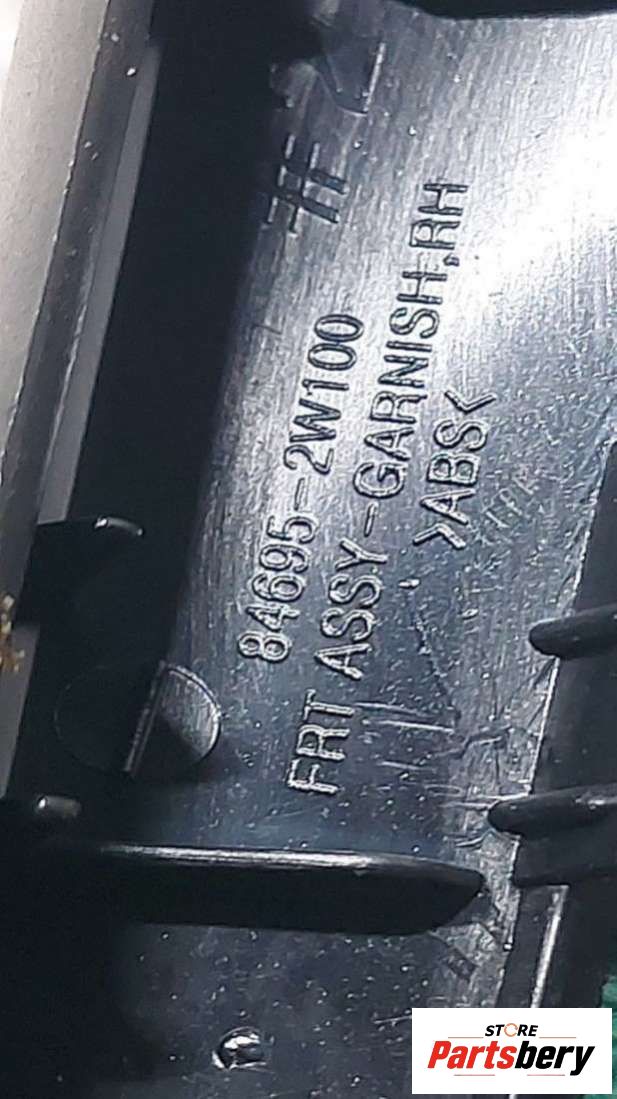 84695-2W100
FRT ASSY-GARNISH,RH
>ABS<
STORE
Partsbery